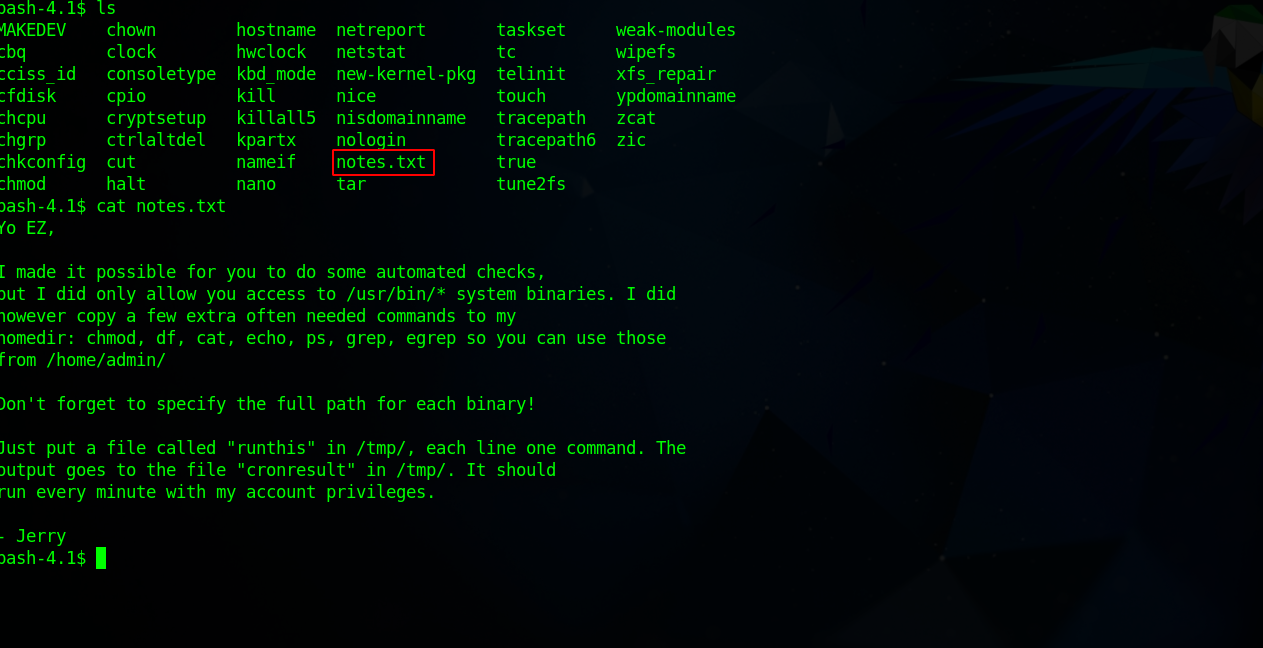 bash-4.1$ ls
MAKEDEV chown hostname netreport taskset weak-modules
cbq clock hwclock netstat tc wipefs
cciss_id consoletype kbd_mode new-kernel-pkg telinit xfs_repair
cfdisk cpio kill nice touch ypdomainname
chcpu cryptsetup killall5 nisdomainname tracepath zcat
chgrp ctrlaltdel kpartx nologin tracepath6 zic
chkconfig cut nameif notes.txt true
chmod halt nano tar tune2fs
bash-4.1$ cat notes.txt
Yo EZ,
I made it possible for you to do some automated checks,
but I did only allow you access to /usr/bin/* system binaries. I did
however copy a few extra often needed commands to my
homedir: chmod, df, cat, echo, ps, grep, egrep so you can use those
from /home/admin/
Don't forget to specify the full path for each binary!
Just put a file called "runthis" in /tmp/, each line one command. The
output goes to the file "cronresult" in /tmp/. It should
run every minute with my account privileges.
- Jerry
bash-4.1$